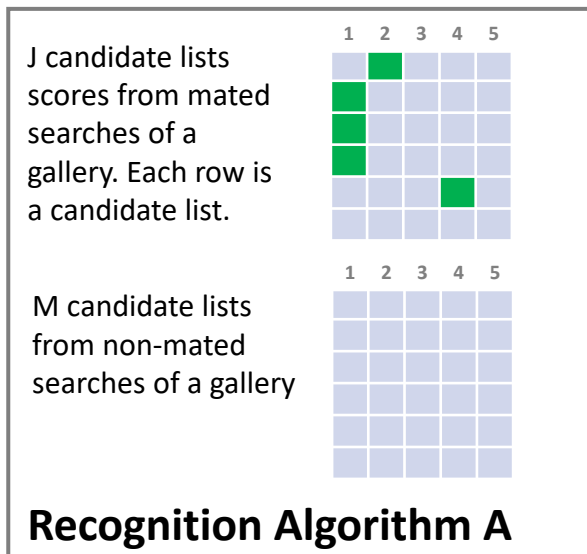 J candidate lists
scores from mated
searches of a
gallery. Each row is
a candidate list.
1 2 3 4 5
M candidate lists
from non-mated
searches of a gallery
1 2 3 4 5
Recognition Algorithm A